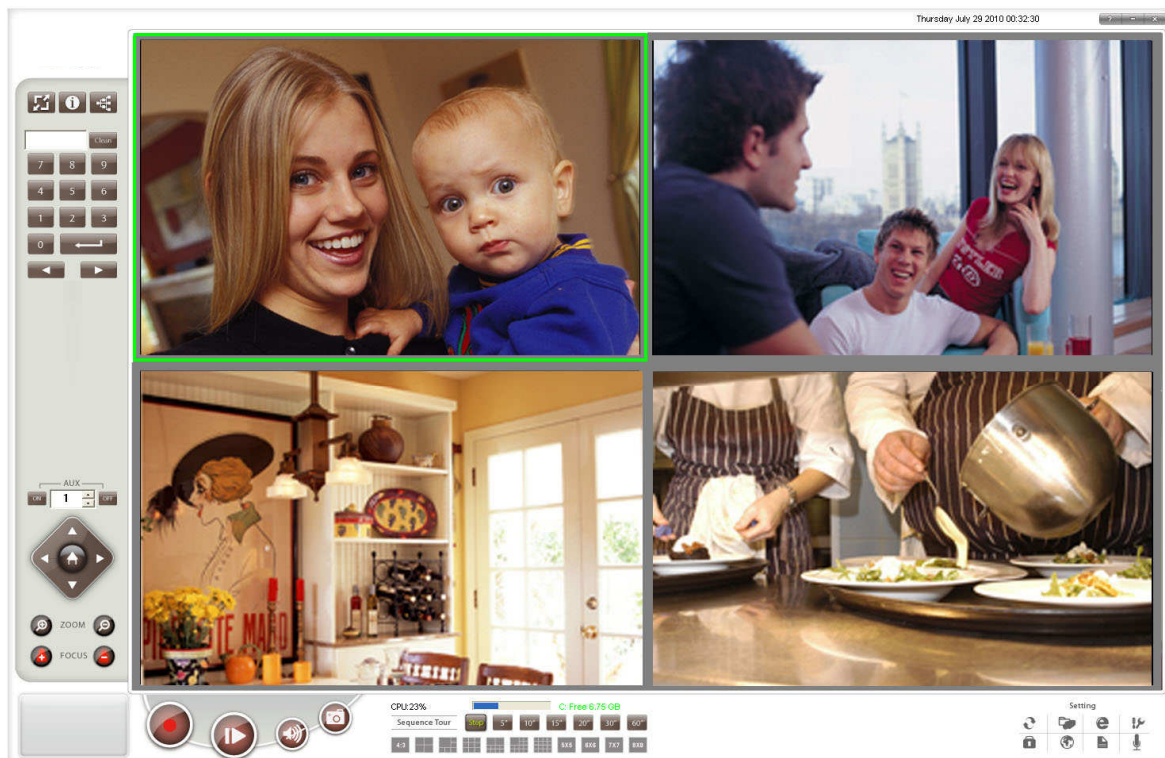 Thursday July 29 2010 00:32:30
? - ×
Clean
7 8 9
4 5 6
1 2 3
0
AUX
ON 1 OFF
ZOOM
FOCUS
MAND
CPU:23%
C: Free 6.75 GB
Sequence Tour Stop 5" 10" 15" 20" 30" 60"
4:3 5X5 6X6 7X7 8X8
Setting